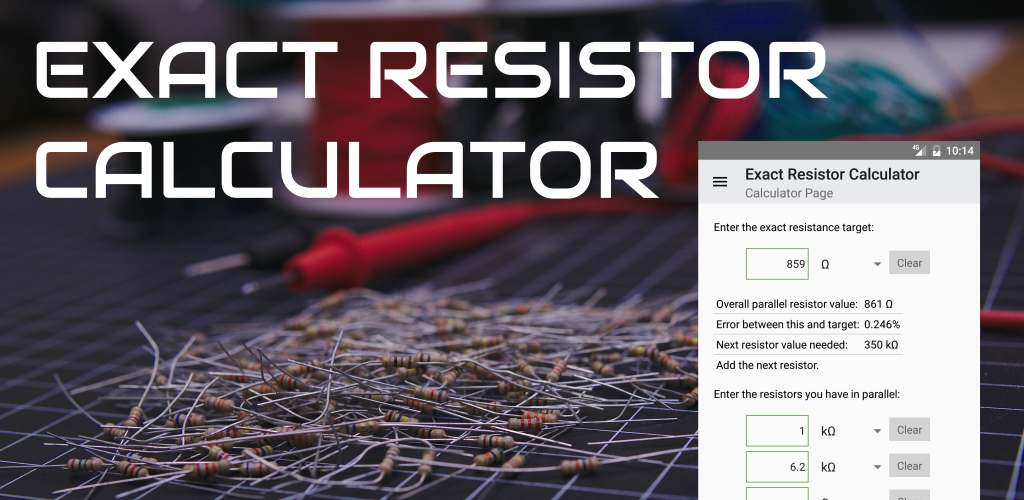 EXACT RESISTOR
CALCULATOR
4G 10:14
Exact Resistor Calculator
Calculator Page
Enter the exact resistance target:
859 Ω Clear
Overall parallel resistor value: 861 Ω
Error between this and target: 0.246%
Next resistor value needed: 350 kΩ
Add the next resistor.
Enter the resistors you have in parallel:
1 kΩ Clear
6.2 kΩ Clear